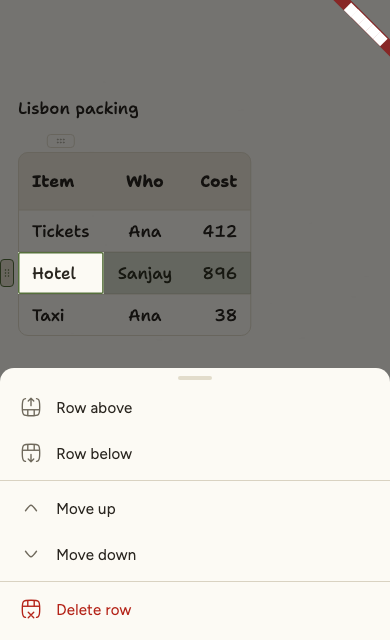 Lisbon packing
Item Who Cost
Tickets Ana 412
Hotel Sanjay 896
Taxi Ana 38
Row above
Row below
Move up
Move down
Delete row